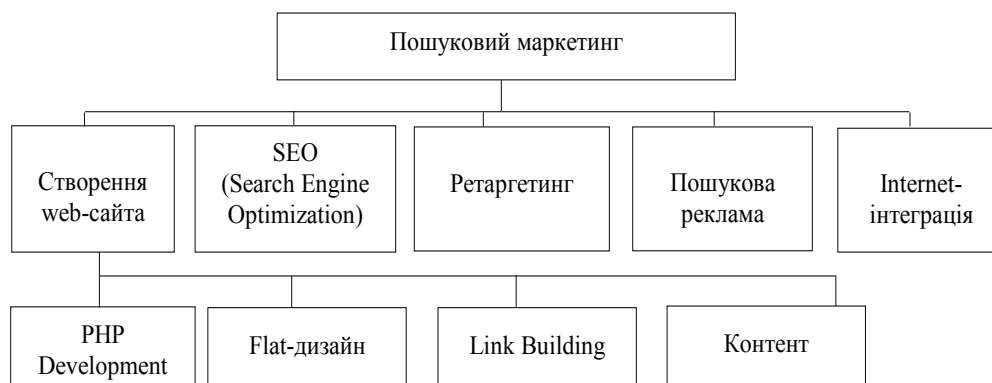 Пошуковий маркетинг
Створення
web-сайта
SEO
(Search Engine
Optimization)
Ретаргетинг
Пошукова
реклама
Internet-
інтеграція
PHP
Development
Flat-дизайн
Link Building
Контент